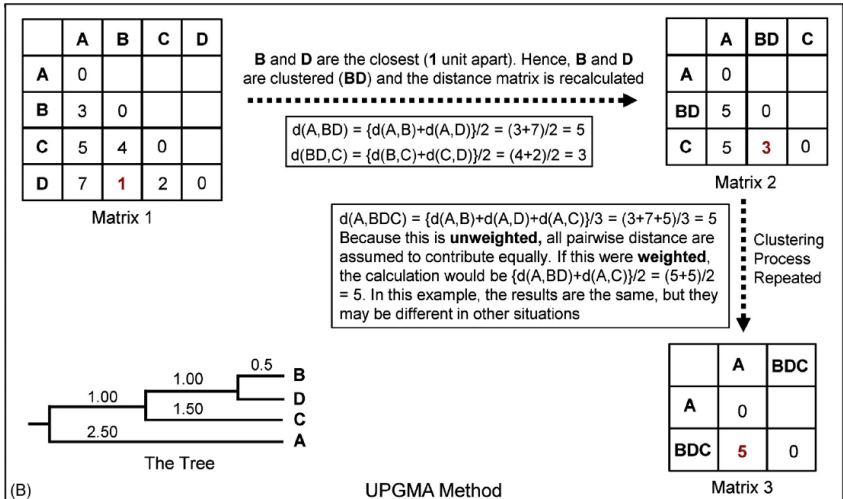 A B C D
A 0
B 3 0
C 5 4 0
D 7 1 2 0
Matrix 1
B and D are the closest (1 unit apart). Hence, B and D
are clustered (BD) and the distance matrix is recalculated
d(A,BD) = {d(A,B)+d(A,D)}/2 = (3+7)/2 = 5
d(BD,C) = {d(B,C)+d(C,D)}/2 = (4+2)/2 = 3
A BD C
A 0
BD 5 0
C 5 3 0
Matrix 2
d(A,BDC) = {d(A,B)+d(A,D)+d(A,C)}/3 = (3+7+5)/3 = 5
Because this is unweighted, all pairwise distance are
assumed to contribute equally. If this were weighted,
the calculation would be {d(A,BD)+d(A,C)}/2 = (5+5)/2
= 5. In this example, the results are the same, but they
may be different in other situations
Clustering
Process
Repeated
A BDC
A 0
BDC 5 0
Matrix 3
0.5 B
1.00
D
1.00
1.50 C
2.50 A
The Tree
(B)
UPGMA Method